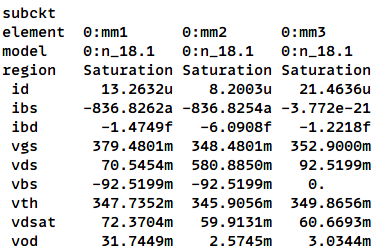 subckt
element 0:mm1 0:mm2 0:mm3
model 0:n_18.1 0:n_18.1 0:n_18.1
region Saturation Saturation Saturation
id 13.2632u 8.2003u 21.4636u
ibs -836.8262a -836.8254a -3.772e-21
ibd -1.4749f -6.0908f -1.2218f
vgs 379.4801m 348.4801m 352.9000m
vds 70.5454m 580.8850m 92.5199m
vbs -92.5199m -92.5199m 0.
vth 347.7352m 345.9056m 349.8656m
vdsat 72.3704m 59.9131m 60.6693m
vod 31.7449m 2.5745m 3.0344m